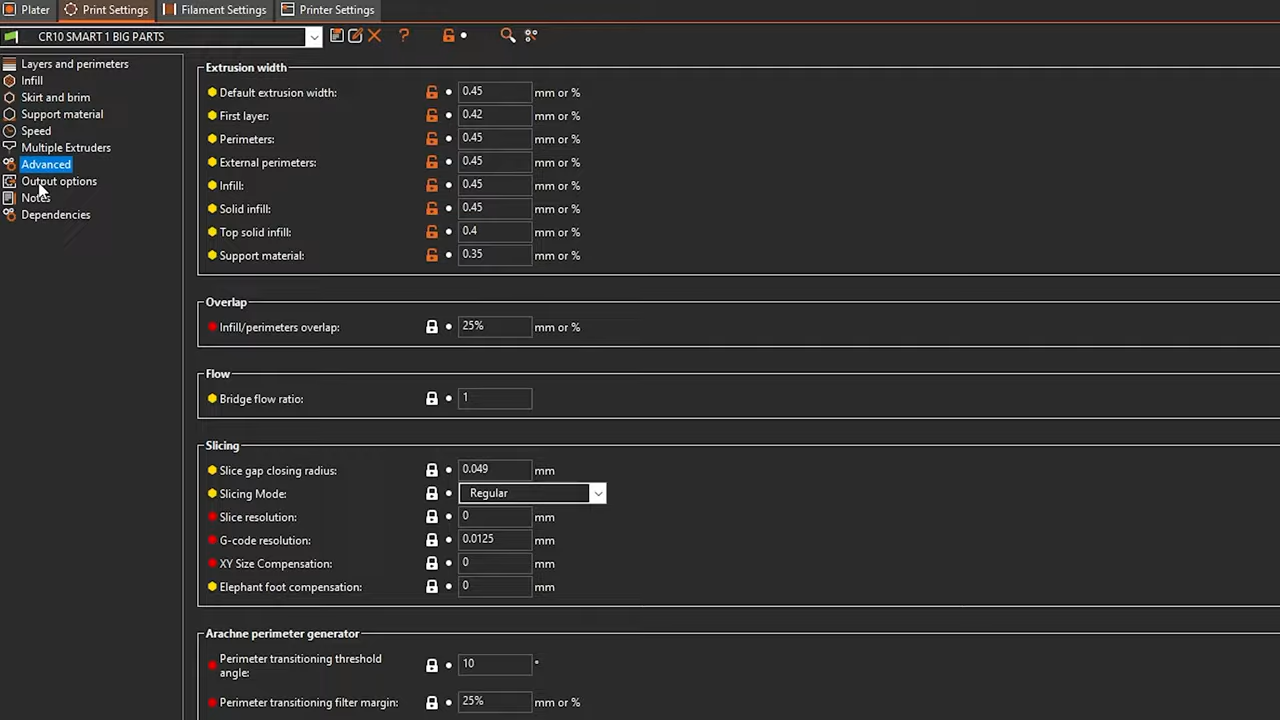 Plater Print Settings Filament Settings Printer Settings
CR10 SMART 1 BIG PARTS ?
Layers and perimeters
Infill
Skirt and brim
Support material
Speed
Multiple Extruders
Advanced
Output options
Notes
Dependencies
Extrusion width
Default extrusion width: 0.45 mm or %
First layer: 0.42 mm or %
Perimeters: 0.45 mm or %
External perimeters: 0.45 mm or %
Infill: 0.45 mm or %
Solid infill: 0.45 mm or %
Top solid infill: 0.4 mm or %
Support material: 0.35 mm or %
Overlap
Infill/perimeters overlap: 25% mm or %
Flow
Bridge flow ratio: 1
Slicing
Slice gap closing radius: 0.049 mm
Slicing Mode: Regular
Slice resolution: 0 mm
G-code resolution: 0.0125 mm
XY Size Compensation: 0 mm
Elephant foot compensation: 0 mm
Arachne perimeter generator
Perimeter transitioning threshold
angle: 10 °
Perimeter transitioning filter margin: 25% mm or %